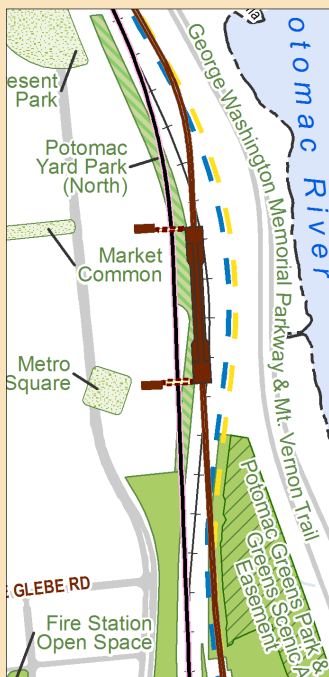 esent
Park
Potomac
Yard Park
(North)
Market
Common
Metro
Square
E GLEBE RD
Fire Station
Open Space
George Washington Memorial Parkway & Mt. Vernon Trail
otomac River
Potomac Greens Park &
Greens Scenic A
Easement